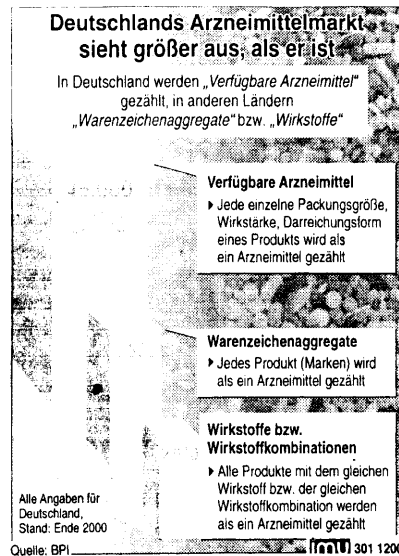 Deutschlands Arzneimittelmarkt
sieht größer aus, als er ist
In Deutschland werden „Verfügbare Arzneimittel“
gezählt, in anderen Ländern
„Warenzeichenaggregate“ bzw. „Wirkstoffe“
Verfügbare Arzneimittel
▶ Jede einzelne Packungsgröße,
Wirkstärke, Darreichungsform
eines Produkts wird als
ein Arzneimittel gezählt
Warenzeichenaggregate
▶ Jedes Produkt (Marken) wird
als ein Arzneimittel gezählt
Wirkstoffe bzw.
Wirkstoffkombinationen
▶ Alle Produkte mit dem gleichen
Wirkstoff bzw. der gleichen
Wirkstoffkombination werden
als ein Arzneimittel gezählt
Alle Angaben für
Deutschland,
Stand: Ende 2000
Quelle: BPI
imu 301 1200